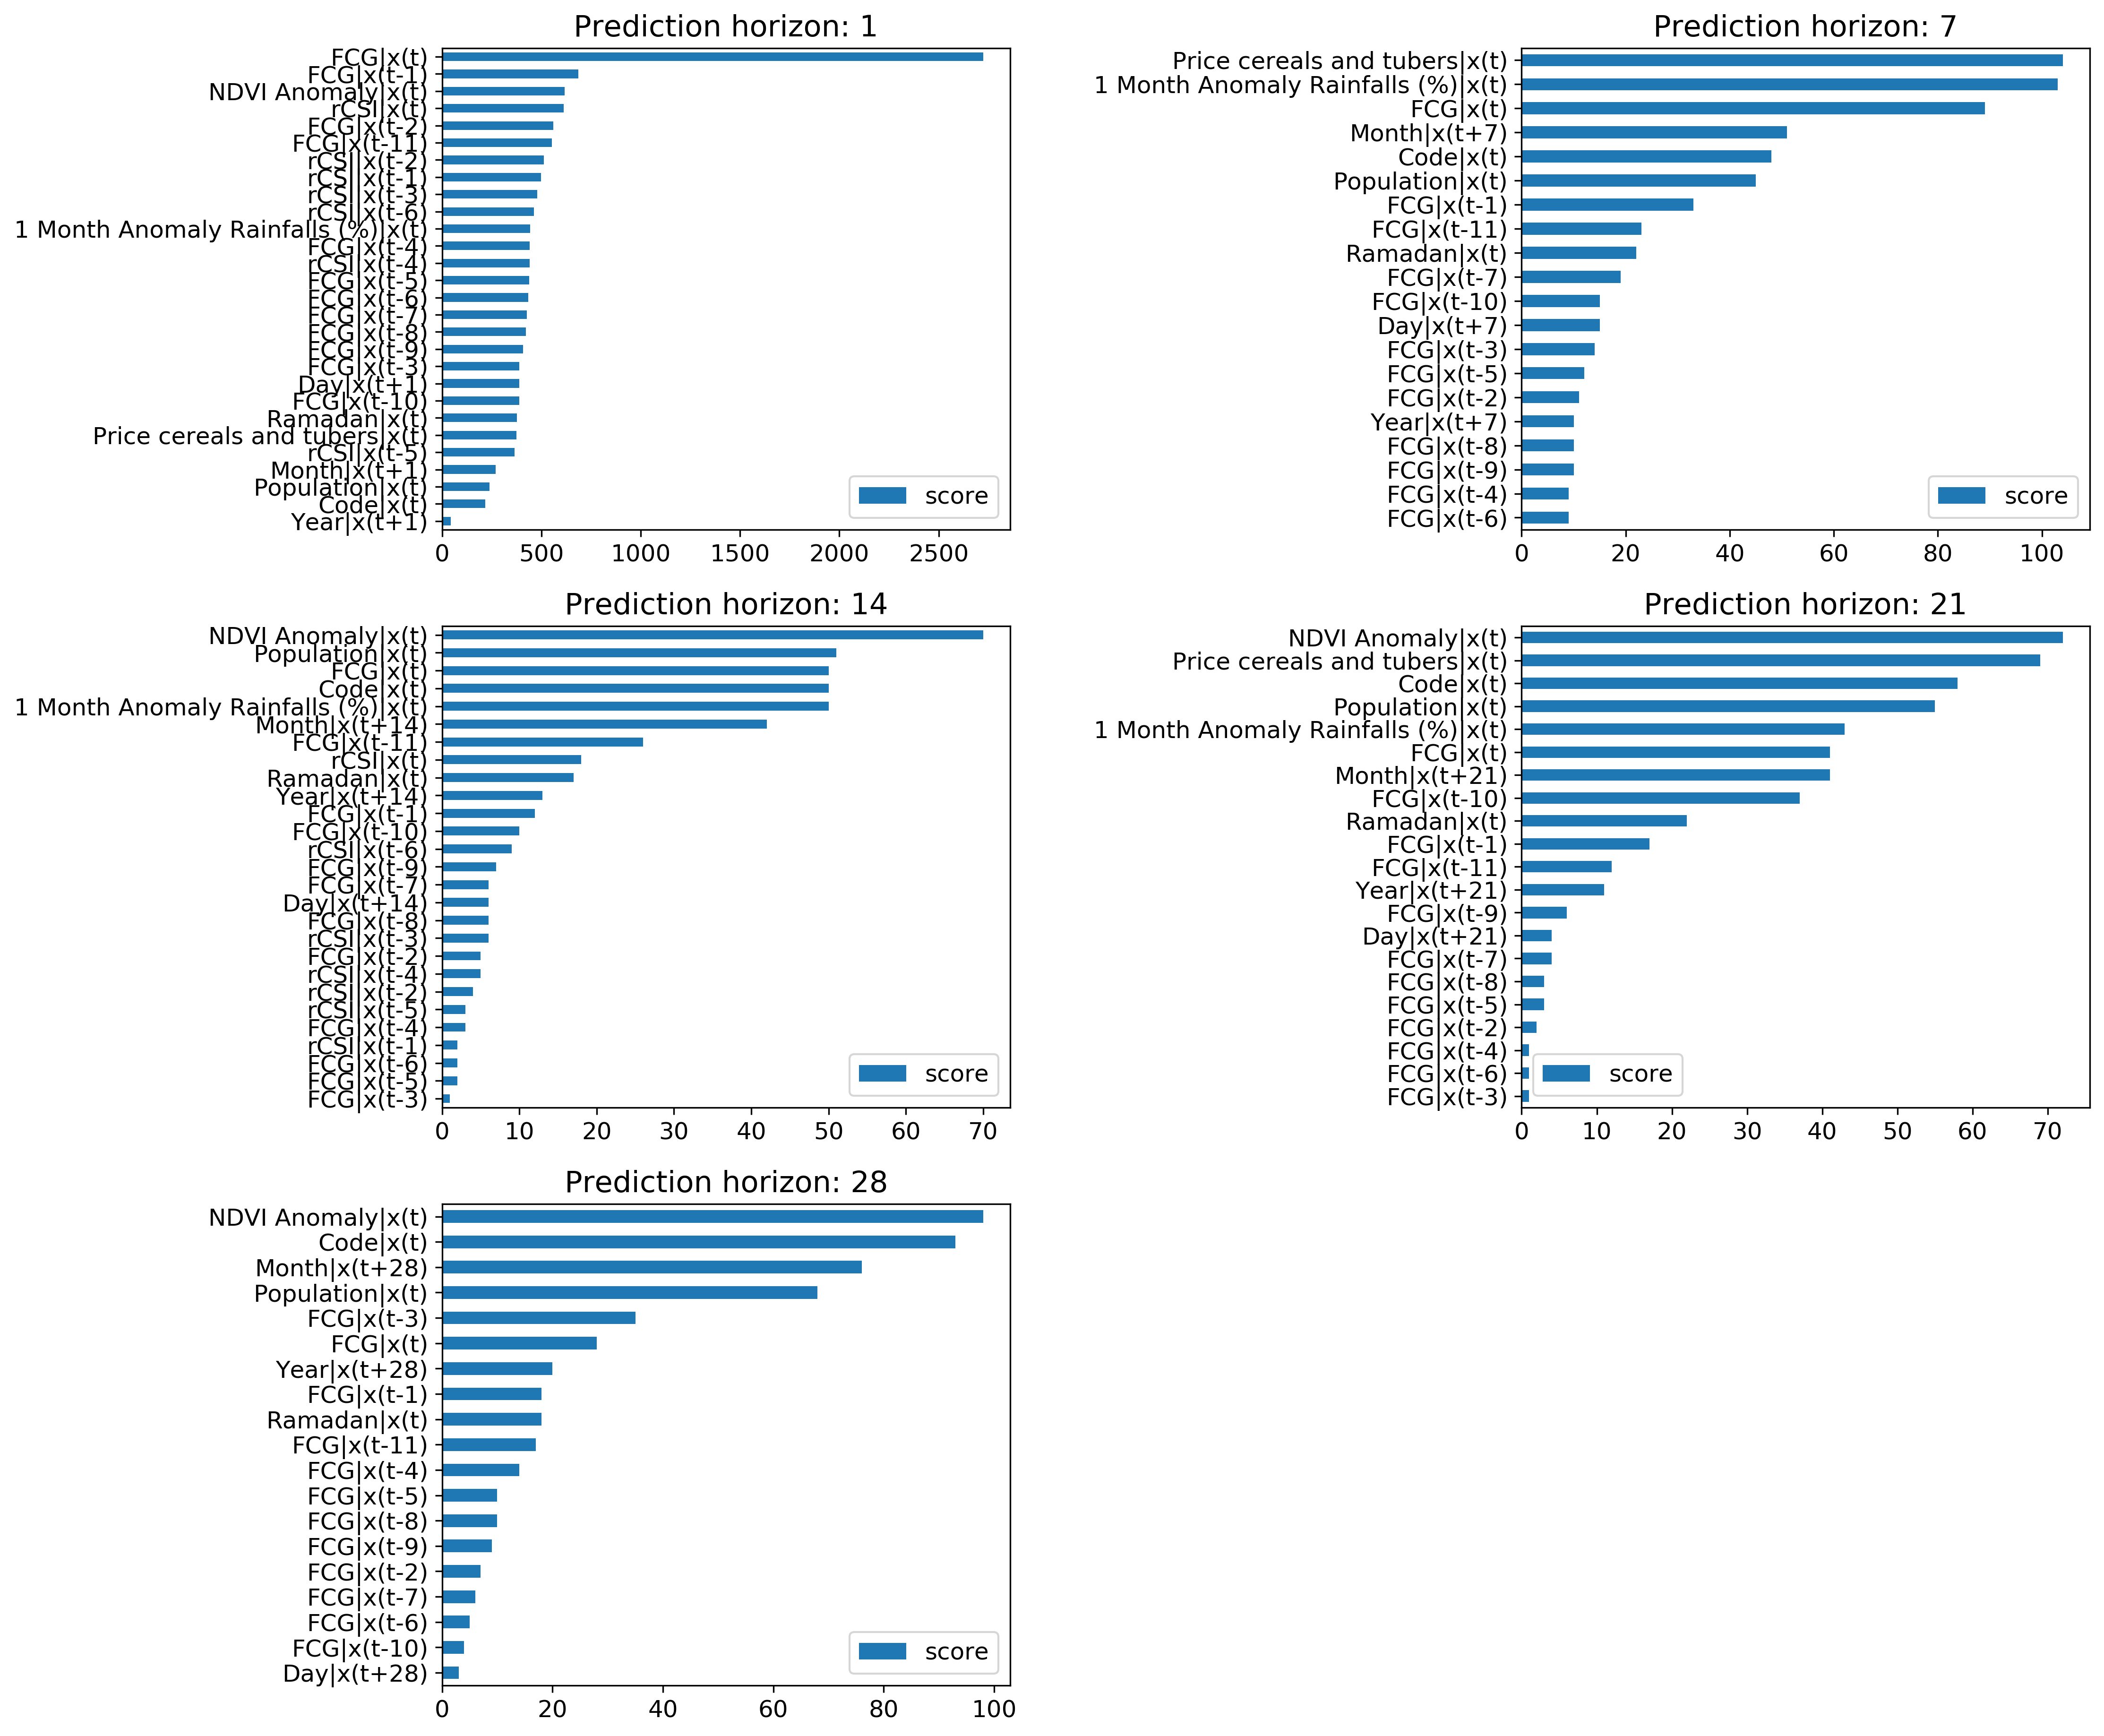 Prediction horizon: 1
FCG|x(t)
FCG|x(t-1)
NDVI Anomaly|x(t)
rCSI|x(t)
FCG|x(t-2)
FCG|x(t-11)
rCSI|x(t-2)
rCSI|x(t-1)
rCSI|x(t-3)
rCSI|x(t-6)
1 Month Anomaly Rainfalls (%)|x(t)
FCG|x(t-4)
rCSI|x(t-4)
FCG|x(t-5)
FCG|x(t-6)
FCG|x(t-7)
FCG|x(t-8)
FCG|x(t-9)
FCG|x(t-3)
Day|x(t+1)
FCG|x(t-10)
Ramadan|x(t)
Price cereals and tubers|x(t)
rCSI|x(t-5)
Month|x(t+1)
Population|x(t)
Code|x(t)
Year|x(t+1)
score
0 500 1000 1500 2000 2500
Prediction horizon: 7
Price cereals and tubers|x(t)
1 Month Anomaly Rainfalls (%)|x(t)
FCG|x(t)
Month|x(t+7)
Code|x(t)
Population|x(t)
FCG|x(t-1)
FCG|x(t-11)
Ramadan|x(t)
FCG|x(t-7)
FCG|x(t-10)
Day|x(t+7)
FCG|x(t-3)
FCG|x(t-5)
FCG|x(t-2)
Year|x(t+7)
FCG|x(t-8)
FCG|x(t-9)
FCG|x(t-4)
FCG|x(t-6)
score
0 20 40 60 80 100
Prediction horizon: 14
NDVI Anomaly|x(t)
Population|x(t)
FCG|x(t)
Code|x(t)
1 Month Anomaly Rainfalls (%)|x(t)
Month|x(t+14)
FCG|x(t-11)
rCSI|x(t)
Ramadan|x(t)
Year|x(t+14)
FCG|x(t-1)
FCG|x(t-10)
rCSI|x(t-6)
FCG|x(t-9)
FCG|x(t-7)
Day|x(t+14)
FCG|x(t-8)
rCSI|x(t-3)
FCG|x(t-2)
rCSI|x(t-4)
rCSI|x(t-2)
rCSI|x(t-5)
FCG|x(t-4)
rCSI|x(t-1)
FCG|x(t-6)
FCG|x(t-5)
FCG|x(t-3)
score
0 10 20 30 40 50 60 70
Prediction horizon: 21
NDVI Anomaly|x(t)
Price cereals and tubers|x(t)
Code|x(t)
Population|x(t)
1 Month Anomaly Rainfalls (%)|x(t)
FCG|x(t)
Month|x(t+21)
FCG|x(t-10)
Ramadan|x(t)
FCG|x(t-1)
FCG|x(t-11)
Year|x(t+21)
FCG|x(t-9)
Day|x(t+21)
FCG|x(t-7)
FCG|x(t-8)
FCG|x(t-5)
FCG|x(t-2)
FCG|x(t-4)
FCG|x(t-6)
FCG|x(t-3)
score
0 10 20 30 40 50 60 70
Prediction horizon: 28
NDVI Anomaly|x(t)
Code|x(t)
Month|x(t+28)
Population|x(t)
FCG|x(t-3)
FCG|x(t)
Year|x(t+28)
FCG|x(t-1)
Ramadan|x(t)
FCG|x(t-11)
FCG|x(t-4)
FCG|x(t-5)
FCG|x(t-8)
FCG|x(t-9)
FCG|x(t-2)
FCG|x(t-7)
FCG|x(t-6)
FCG|x(t-10)
Day|x(t+28)
score
0 20 40 60 80 100